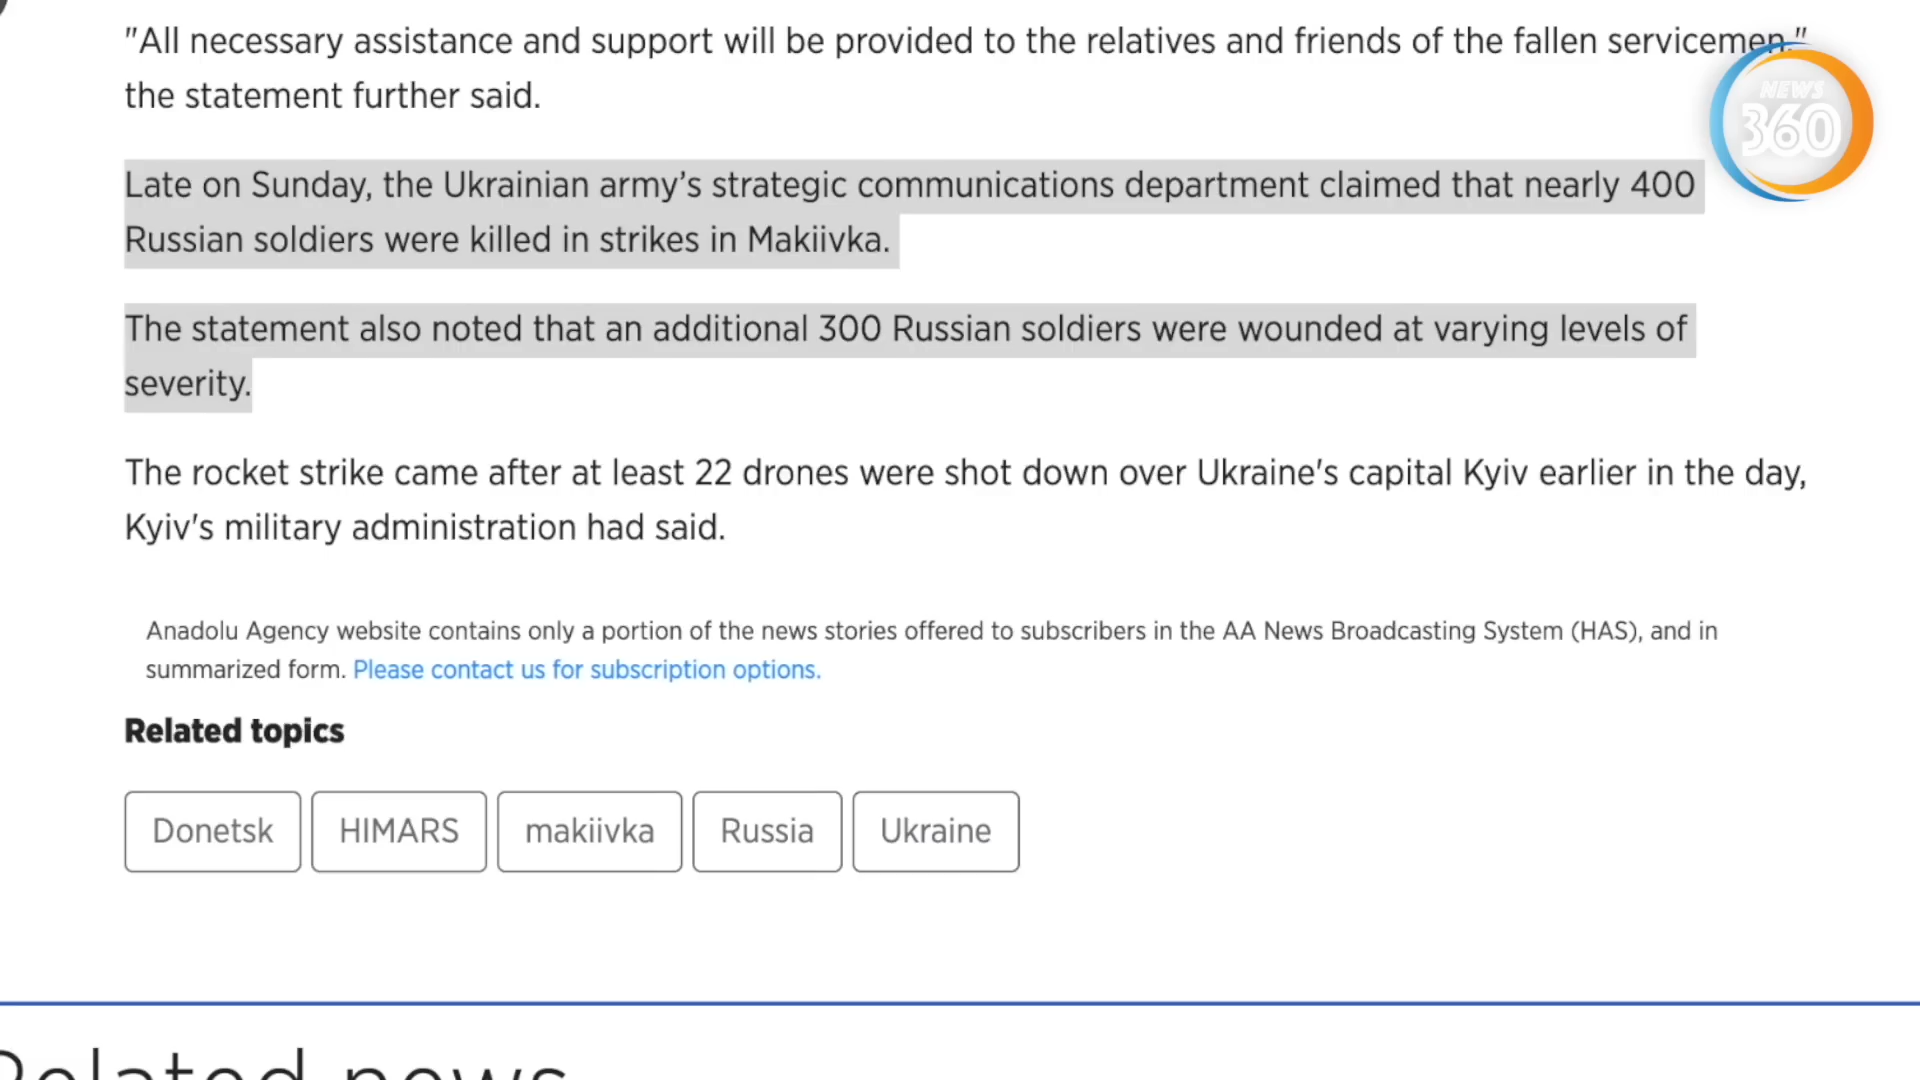 "All necessary assistance and support will be provided to the relatives and friends of the fallen servicemen,"
the statement further said.
NEWS
360
Late on Sunday, the Ukrainian army’s strategic communications department claimed that nearly 400
Russian soldiers were killed in strikes in Makiivka.
The statement also noted that an additional 300 Russian soldiers were wounded at varying levels of
severity.
The rocket strike came after at least 22 drones were shot down over Ukraine's capital Kyiv earlier in the day,
Kyiv's military administration had said.
Anadolu Agency website contains only a portion of the news stories offered to subscribers in the AA News Broadcasting System (HAS), and in
summarized form. Please contact us for subscription options.
Related topics
Donetsk HIMARS makiivka Russia Ukraine
Related news